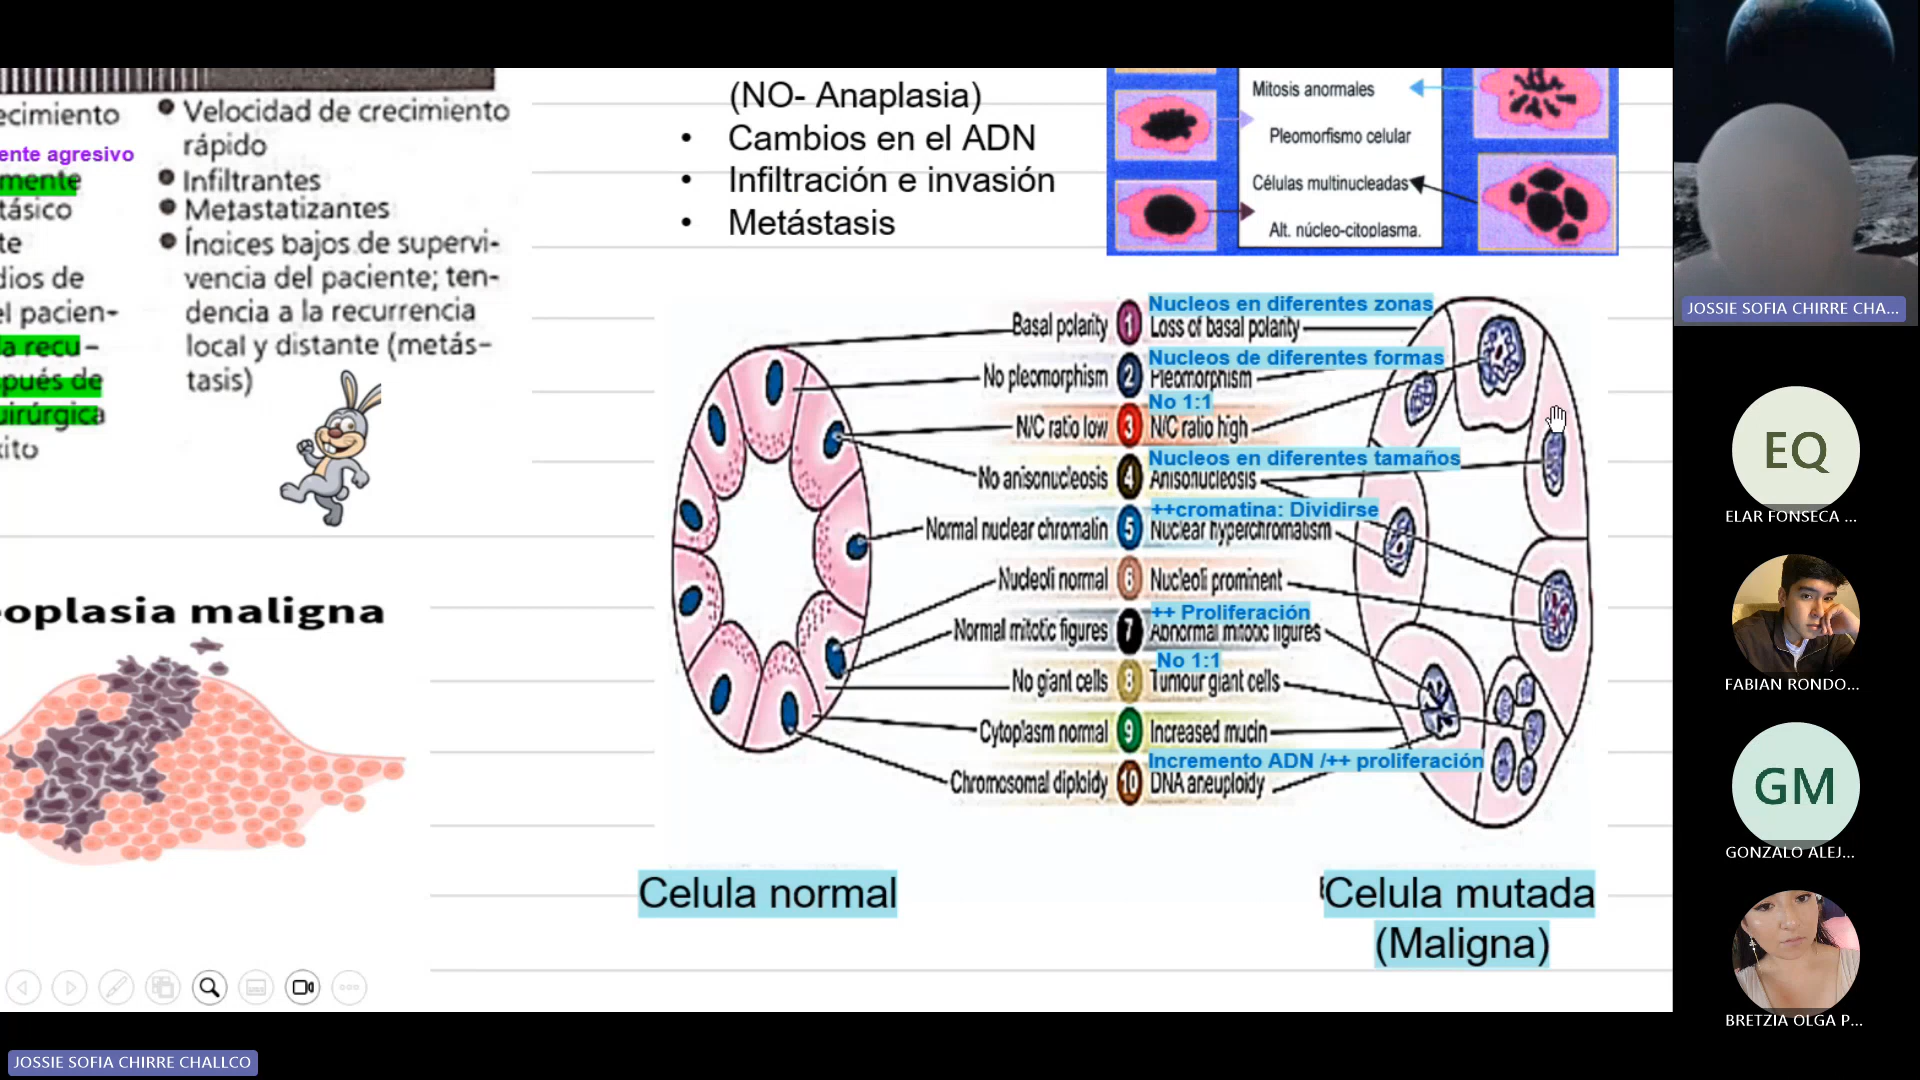 ecimiento
ente agresivo
mente
tásico
te
dios de
el pacien-
la recu-
spués de
uirúrgica
xito
Velocidad de crecimiento
rápido
Infiltrantes
Metastatizantes
Índices bajos de supervi-
vencia del paciente; ten-
dencia a la recurrencia
local y distante (metás-
tasis)
oplasia maligna
(NO- Anaplasia)
• Cambios en el ADN
• Infiltración e invasión
• Metástasis
Mitosis anormales
Pleomorfismo celular
Células multinucleadas
Alt. núcleo-citoplasma.
Nucleos en diferentes zonas
Basal polarity 1 Loss of basal polarity
Nucleos de diferentes formas
No pleomorphism 2 Pleomorphism
No 1:1
N/C ratio low 3 N/C ratio high
Nucleos en diferentes tamaños
No anisonucleosis 4 Anisonucleosis
++cromatina: Dividirse
Normal nuclear chromatin 5 Nuclear hyperchromatism
Nucleoli normal 6 Nucleoli prominent
++ Proliferación
Normal mitotic figures 7 Abnormal mitotic figures
No 1:1
No giant cells 8 Tumour giant cells
Cytoplasm normal 9 Increased mucin
Incremento ADN /++ proliferación
Chromosomal diploidy 10 DNA aneuploidy
Celula normal
Celula mutada
(Maligna)
JOSSIE SOFIA CHIRRE CHA...
EQ
ELAR FONSECA ...
FABIAN RONDO...
GM
GONZALO ALEJ...
BRETZIA OLGA P...
JOSSIE SOFIA CHIRRE CHALLCO